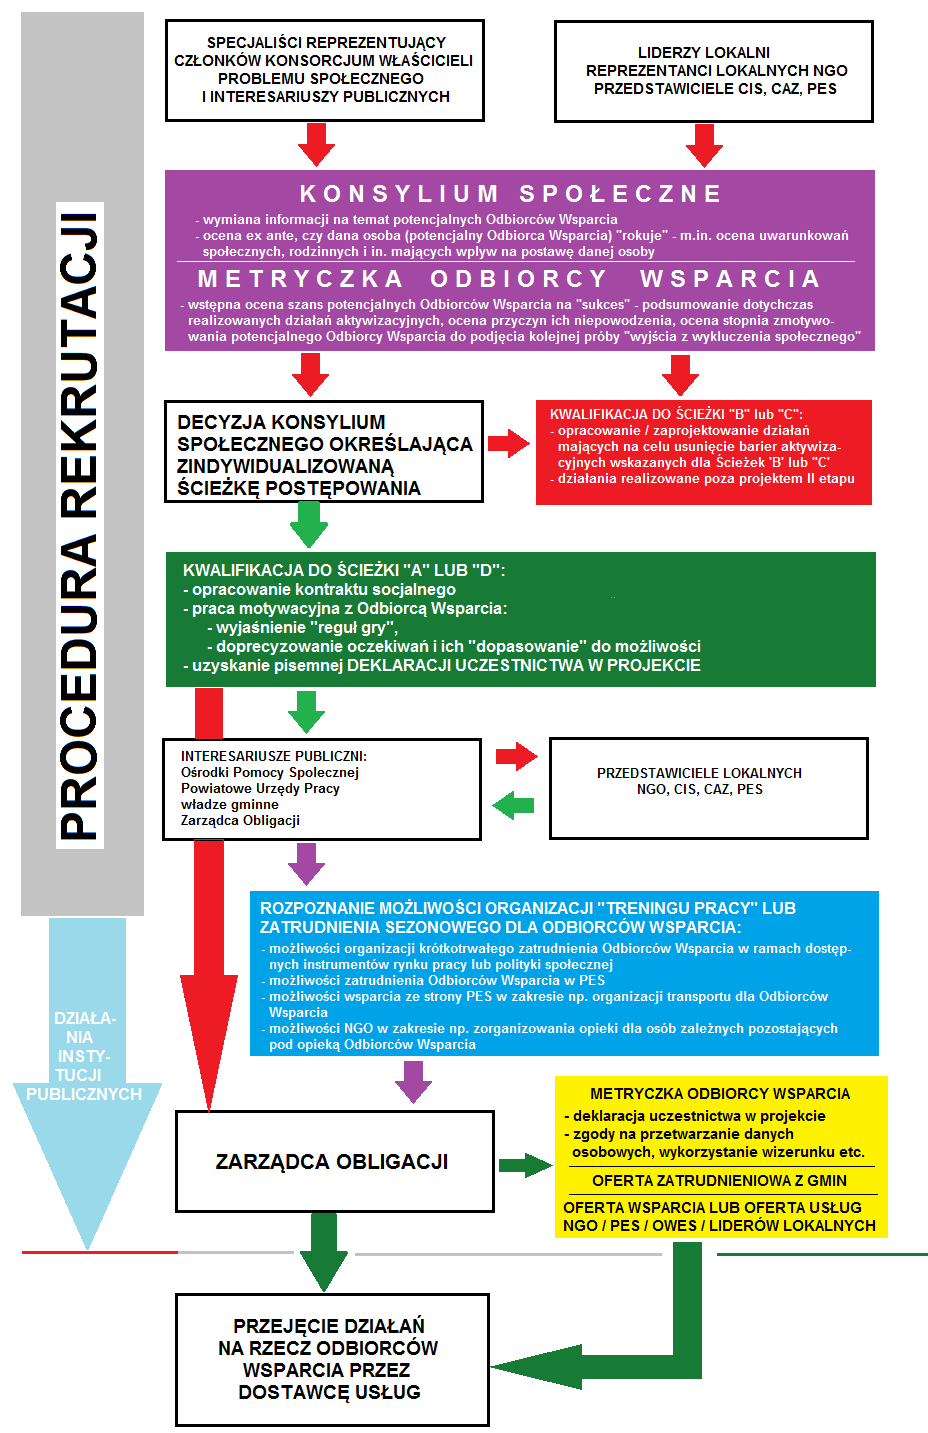 PROCEDURA REKRUTACJI
SPECJALIŚCI REPREZENTUJĄCY
CZŁONKÓW KONSORCJUM WŁAŚCICIELI
PROBLEMU SPOŁECZNEGO
I INTERESARIUSZY PUBLICZNYCH
LIDERZY LOKALNI
REPREZENTANCI LOKALNYCH NGO
PRZEDSTAWICIELE CIS, CAZ, PES
KONSYLIUM SPOŁECZNE
- wymiana informacji na temat potencjalnych Odbiorców Wsparcia
- ocena ex ante, czy dana osoba (potencjalny Odbiorca Wsparcia) "rokuje" - m.in. ocena uwarunkowań
społecznych, rodzinnych i in. mających wplyw na postawę danej osoby
METRYCZKA ODBIORCY WSPARCIA
- wstępna ocena szans potencjalnych Odbiorców Wsparcia na "sukces" - podsumowanie dotychczas
realizowanych działań aktywizacyjnych, ocena przyczyn ich niepowodzenia, ocena stopnia zmotywo-
wania potencjalnego Odbiorcy Wsparcia do podjęcia kolejnej próby "wyjścia z wykluczenia społecznego"
DECYZJA KONSYLIUM
SPOŁECZNEGO OKREŚLAJĄCA
ZINDYWIDUALIZOWANĄ
ŚCIEŻKĘ POSTĘPOWANIA
KWALIFIKACJA DO ŚCIEŻKI "B" lub "C":
- opracowanie / zaprojektowanie działań
mających na celu usunięcie barier aktywiza-
cyjnych wskazanych dla Ścieżek 'B' lub "C'
- działania realizowane poza projektem II etapu
KWALIFIKACJA DO ŚCIEŻKI "A" LUB "D":
- opracowanie kontraktu socjalnego
- praca motywacyjna z Odbiorcą Wsparcia:
- wyjaśnienie "reguł gry",
- doprecyzowanie oczekiwań i ich "dopasowanie" do możliwości
- uzyskanie pisemnej DEKLARACJI UCZESTNICTWA W PROJEKCIE
INTERESARIUSZE PUBLICZNI:
Ośrodki Pomocy Spolecznej
Powiatowe Urzędy Pracy
władze gminne
Zarządca Obligacji
PRZEDSTAWICIELE LOKALNYCH
NGO, CIS, CAZ, PES
ROZPOZNANIE MOŻLIWOŚCI ORGANIZACJI "TRENINGU PRACY" LUB
ZATRUDNIENIA SEZONOWEGO DLA ODBIORCÓW WSPARCIA:
- możliwości organizacji krótkotrwałego zatrudnienia Odbiorców Wsparcia w ramach dostęp-
nych instrumentów rynku pracy lub polityki społecznej
- możliwości zatrudnienia Odbiorców Wsparcia w PES
- możliwości wsparcia ze strony PES w zakresie np. organizacji transportu dla Odbiorców
Wsparcia
- możliwości NGO w zakresie np. zorganizowania opieki dla osób zależnych pozostających
pod opieką Odbiorców Wsparcia
DZIAŁA-
NIA
INSTY-
TUCJI
PUBLICZNYCH
ZARZĄDCA OBLIGACJI
METRYCZKA ODBIORCY WSPARCIA
- deklaracja uczestnictwa w projekcie
- zgody na przetwarzanie danych
osobowych, wykorzystanie wizerunku etc.
OFERTA ZATRUDNIENIOWA Z GMIN
OFERTA WSPARCIA LUB OFERTA USŁUG
NGO / PES / OWES / LIDERÓW LOKALNYCH
PRZEJĘCIE DZIAŁAŃ
NA RZECZ ODBIORCÓW
WSPARCIA PRZEZ
DOSTAWCĘ USŁUG